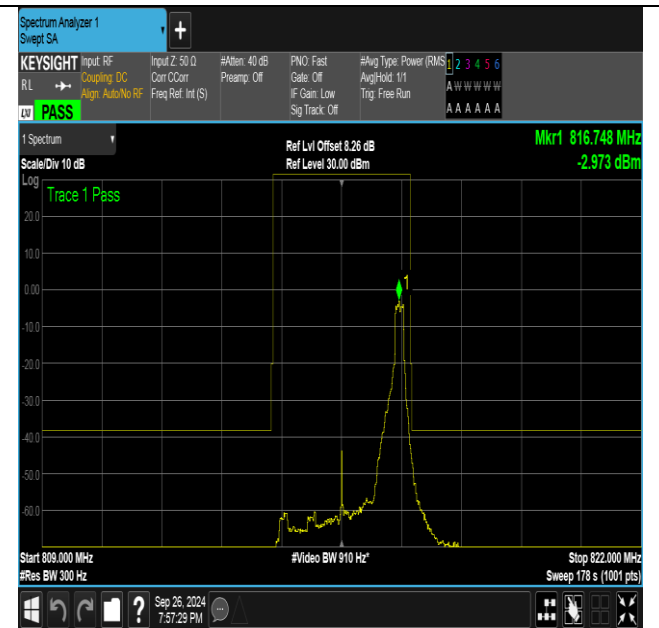 Spectrum Analyzer 1
Swept SA
+
KEYSIGHT
RL
LXI PASS
Input: RF
Coupling: DC
Align: Auto/No RF
Input Z: 50 Ω
Corr CCorr
Freq Ref: Int (S)
#Atten: 40 dB
Preamp: Off
PNO: Fast
Gate: Off
IF Gain: Low
Sig Track: Off
#Avg Type: Power (RMS
Avg|Hold: 1/1
Trig: Free Run
1 2 3 4 5 6
A W W W W W
A A A A A A
1 Spectrum
Scale/Div 10 dB
Ref Lvl Offset 8.26 dB
Ref Level 30.00 dBm
Mkr1 816.748 MHz
-2.973 dBm
Log
Trace 1 Pass
20.0
10.0
0.00
-10.0
-20.0
-30.0
-40.0
-50.0
-60.0
1
Start 809.000 MHz
#Res BW 300 Hz
#Video BW 910 Hz*
Stop 822.000 MHz
Sweep 178 s (1001 pts)
?
Sep 26, 2024
7:57:29 PM